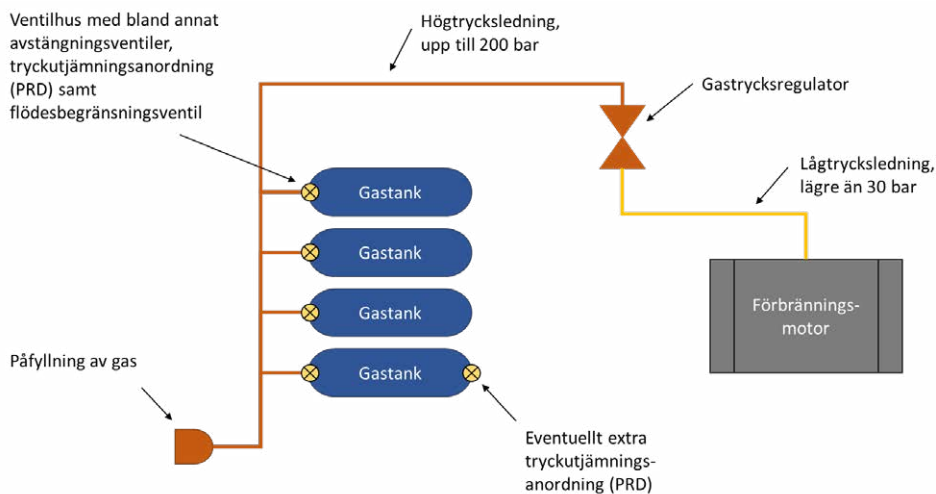 Ventilhus med bland annat
avstängningsventiler,
tryckutjämningsanordning
(PRD) samt
flödesbegränsningsventil
Högtrycksledning,
upp till 200 bar
Gastrycksregulator
Lågtrycksledning,
lägre än 30 bar
Gastank
Gastank
Gastank
Gastank
Förbrännings-
motor
Påfyllning av gas
Eventuellt extra
tryckutjämnings-
anordning (PRD)